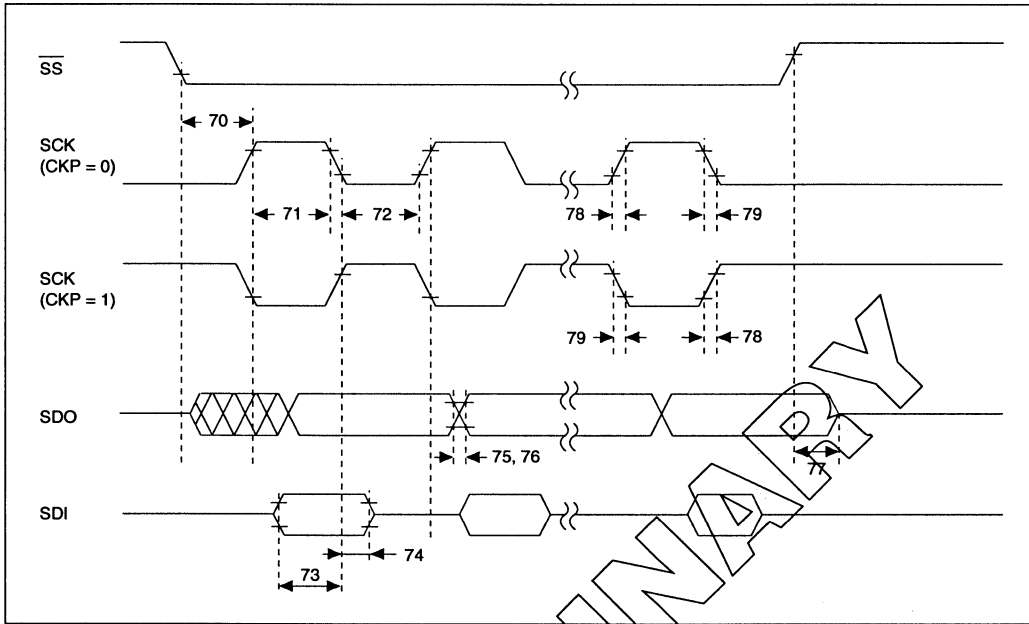 SS
70
SCK
(CKP = 0)
71
72
78
79
SCK
(CKP = 1)
79
78
SDO
75, 76
77
SDI
74
73
INARY